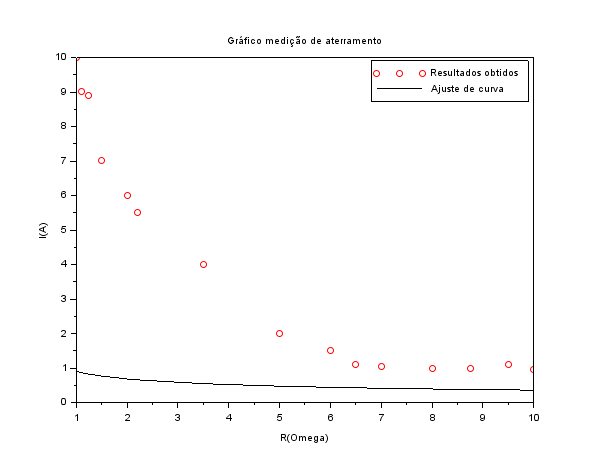 Gráfico medição de aterramento
Resultados obtidos
Ajuste de curva
10
9
8
7
6
5
4
3
2
1
0
I(A)
1 2 3 4 5 6 7 8 9 10
R(Omega)